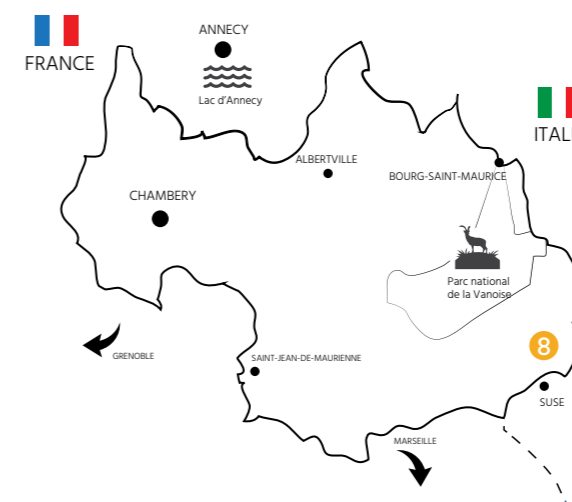 ANNECY
FRANCE
Lac d'Annecy
ITALI
ALBERTVILLE
BOURG-SAINT-MAURICE
CHAMBERY
Parc national
de la Vanoise
8
GRENOBLE
SAINT-JEAN-DE-MAURIENNE
SUSE
MARSEILLE